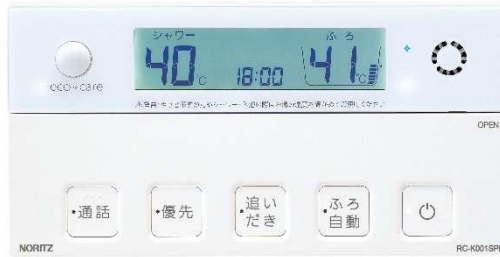 シャワー ふろ
40℃ 18:00 41℃
eco care
OPEN
通話 優先 追い ふろ
だき 自動
NORITZ RC-K001SP